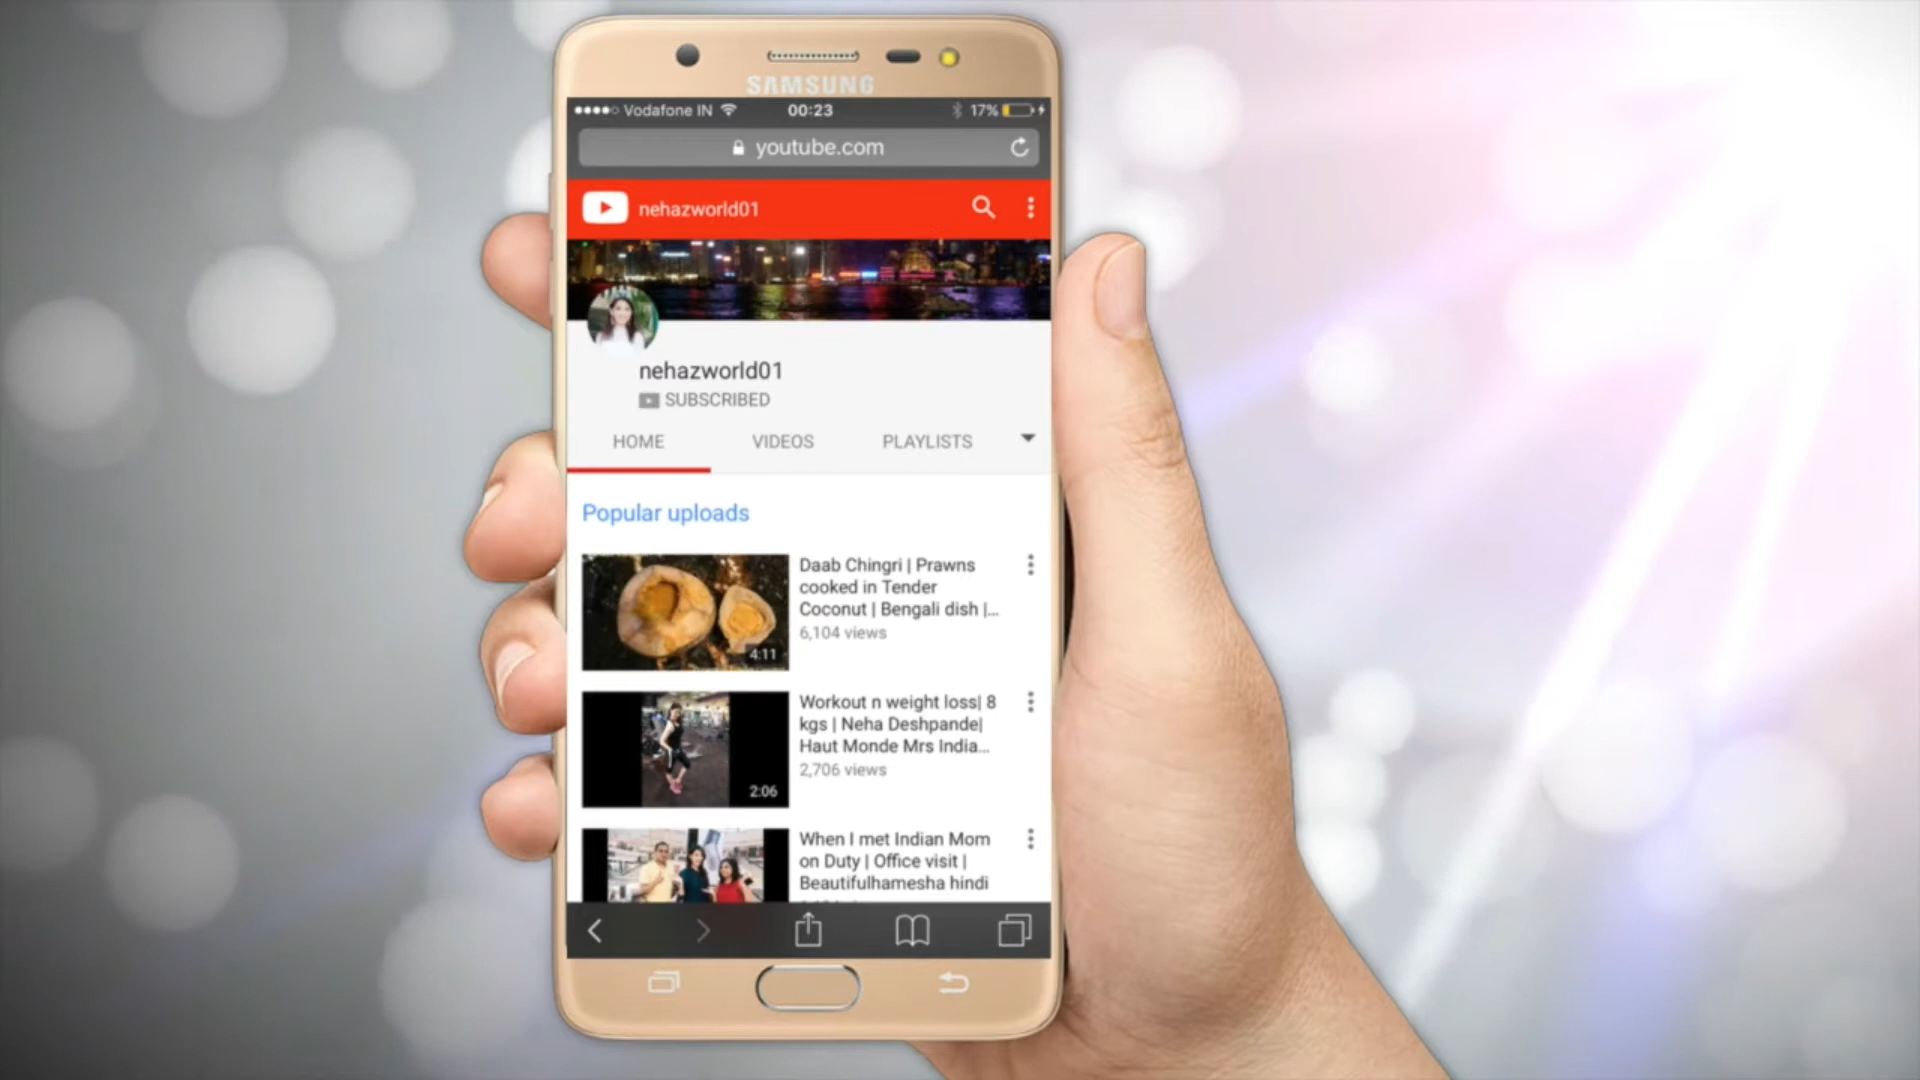 SAMSUNG
Vodafone IN 00:23 17%
youtube.com
nehazworld01
nehazworld01
SUBSCRIBED
HOME VIDEOS PLAYLISTS
Popular uploads
Daab Chingri | Prawns
cooked in Tender
Coconut | Bengali dish |...
6,104 views
4:11
Workout n weight loss| 8
kgs | Neha Deshpande|
Haut Monde Mrs India...
2,706 views
2:06
When I met Indian Mom
on Duty | Office visit |
Beautifulhamesha hindi